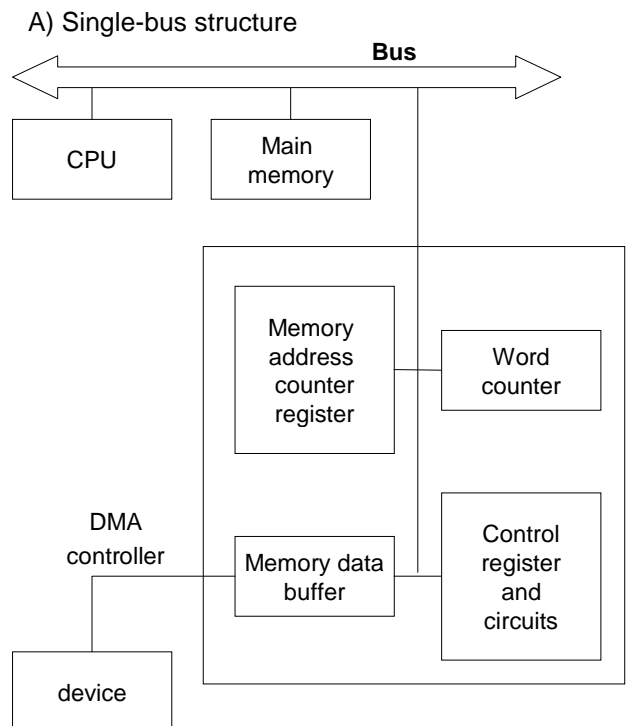 A) Single-bus structure
Bus
CPU
Main
memory
Memory
address
counter
register
Word
counter
DMA
controller
Memory data
buffer
Control
register
and
circuits
device